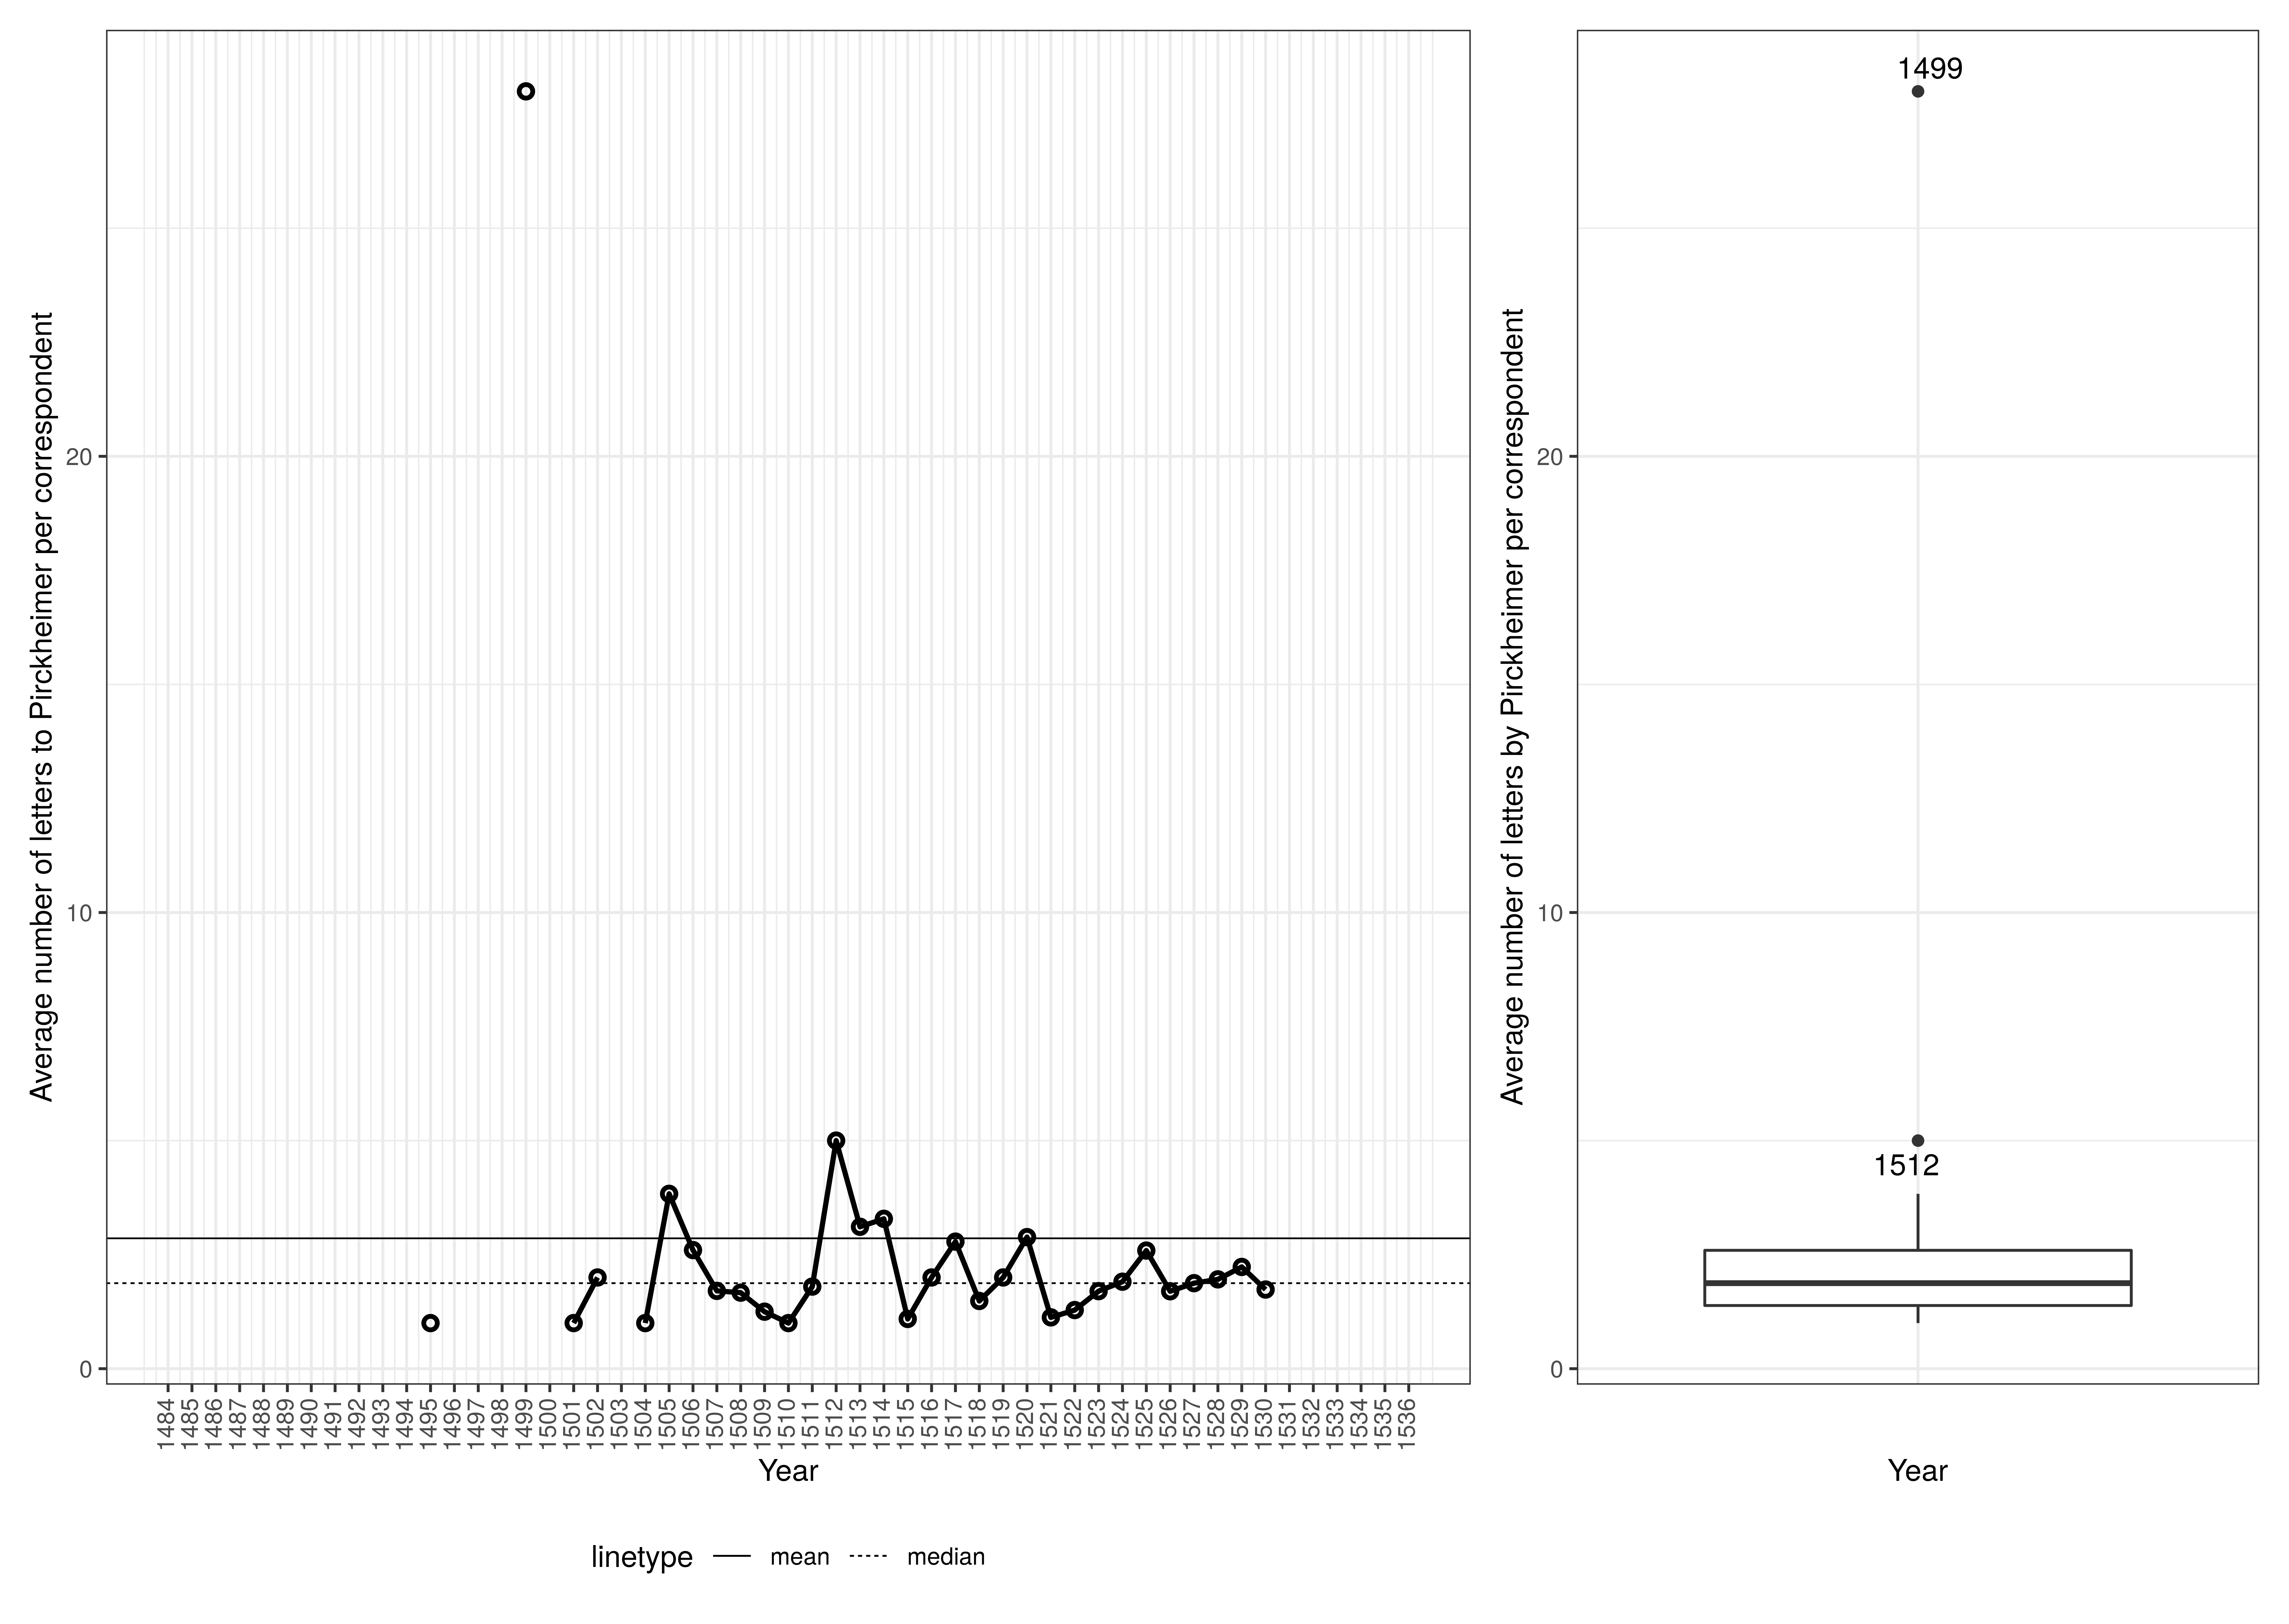 Average number of letters to Pirckheimer per correspondent
20
10
0
1484 1485 1486 1487 1488 1489 1490 1491 1492 1493 1494 1495 1496 1497 1498 1499 1500 1501 1502 1503 1504 1505 1506 1507 1508 1509 1510 1511 1512 1513 1514 1515 1516 1517 1518 1519 1520 1521 1522 1523 1524 1525 1526 1527 1528 1529 1530 1531 1532 1533 1534 1535 1536
Year
linetype mean median
Average number of letters by Pirckheimer per correspondent
20
10
0
1499
1512
Year